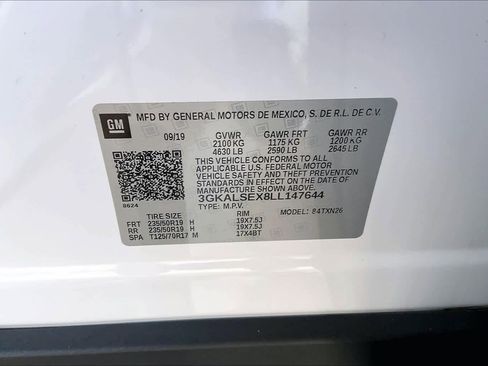 GM
MFD BY GENERAL MOTORS DE MEXICO, S. DE R.L. DE C.V.
09/19 GVWR GAWR FRT GAWR RR
2100 KG 1175 KG 1200 KG
4630 LB 2590 LB 2645 LB
THIS VEHICLE CONFORMS TO ALL
APPLICABLE U.S. FEDERAL MOTOR
VEHICLE SAFETY AND THEFT
PREVENTION STANDARDS IN
EFFECT ON THE DATE OF
MANUFACTURE SHOWN ABOVE.
3GKALSEX8LL147644
TYPE: M.P.V. MODEL: 84TXN26
8624
TIRE SIZE RIM
FRT 235/50R19 H 19X7.5J
RR 235/50R19 H 19X7.5J
SPA T125/70R17 M 17X4BT